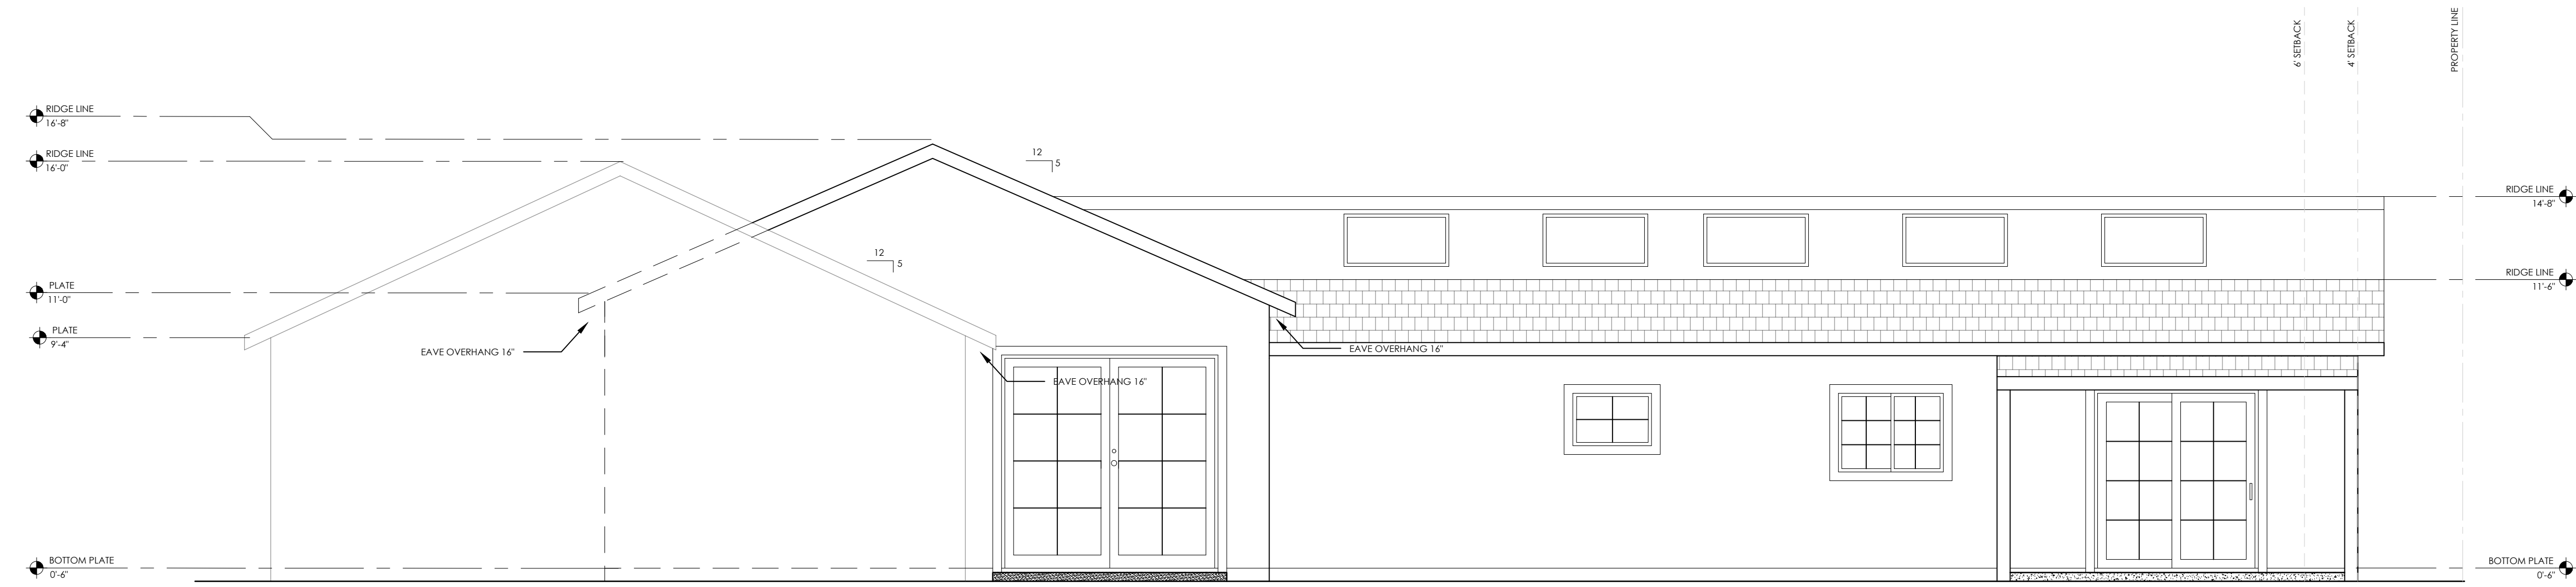 6' SETBACK
4' SETBACK
PROPERTY LINE
RIDGE LINE
16'-8"
RIDGE LINE
16'-0"
12
5
RIDGE LINE
14'-8"
12
5
RIDGE LINE
11'-6"
PLATE
11'-0"
PLATE
9'-4"
EAVE OVERHANG 16"
EAVE OVERHANG 16"
EAVE OVERHANG 16"
BOTTOM PLATE
0'-6"
BOTTOM PLATE
0'-6"